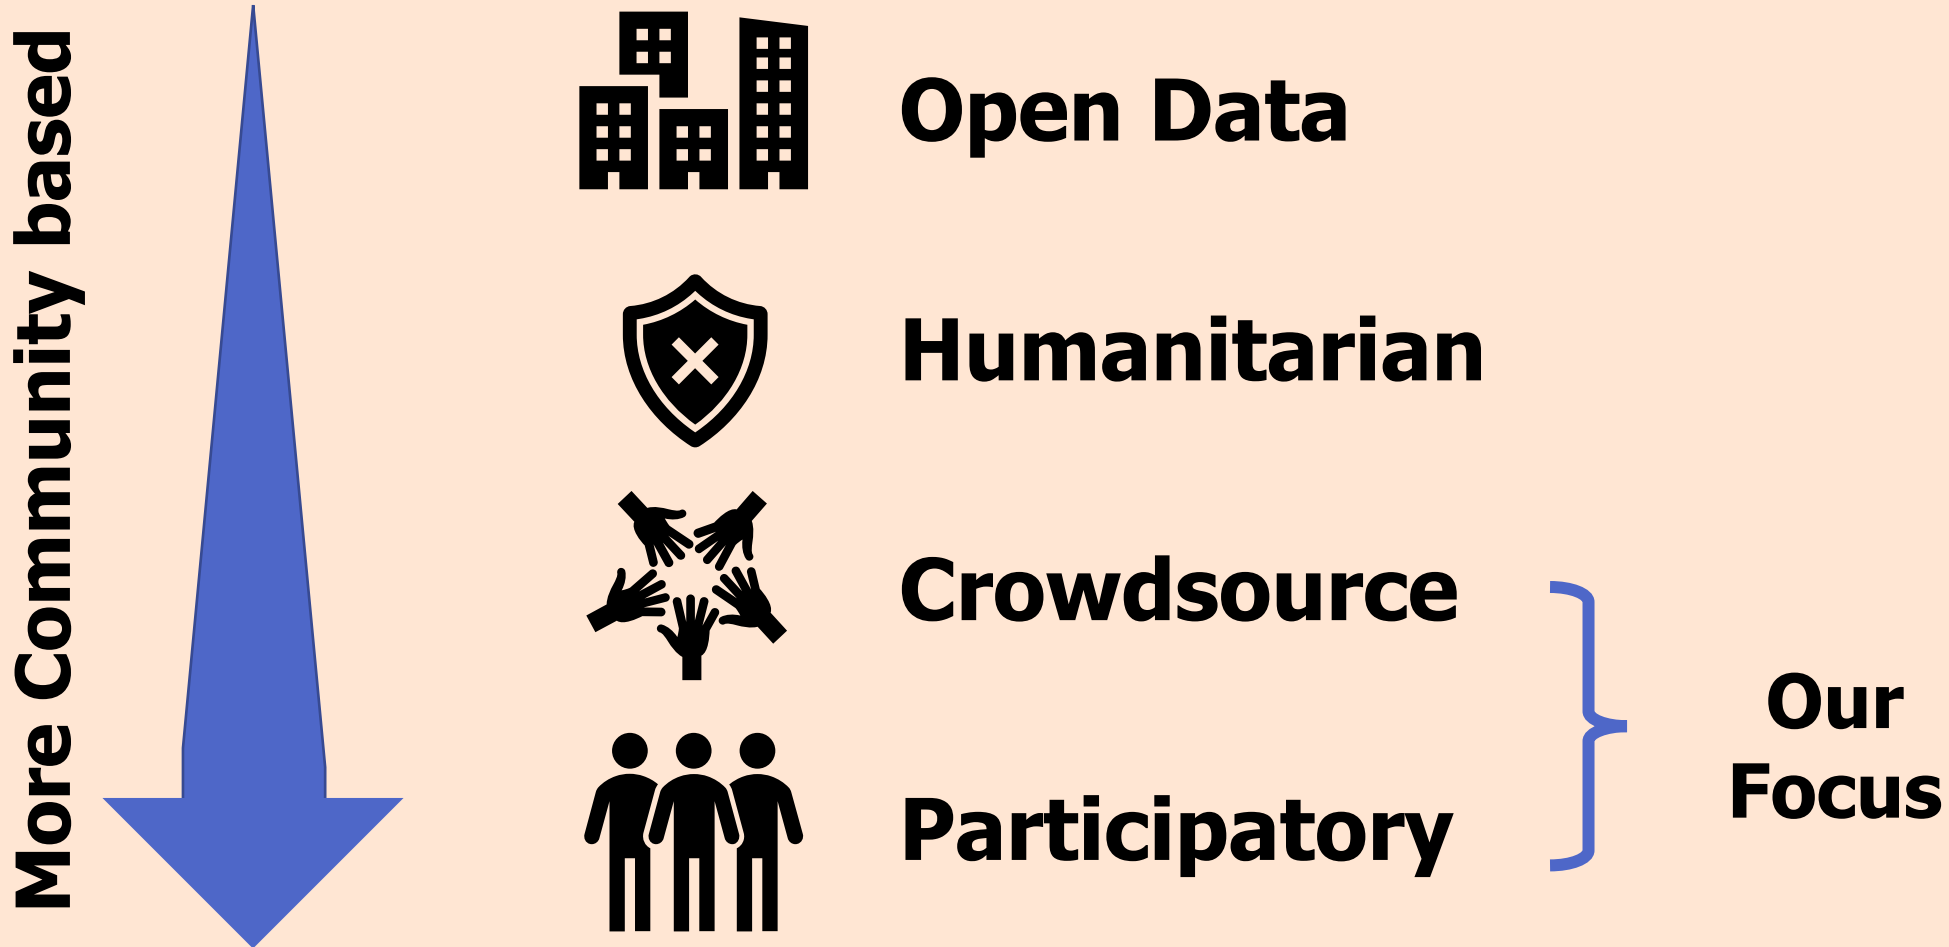 More Community based
Open Data
Humanitarian
Crowdsource
Participatory
Our
Focus